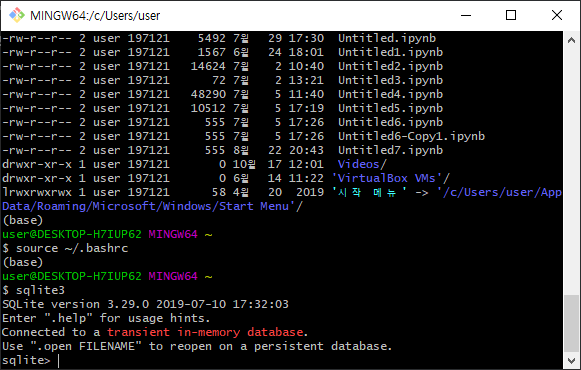 MINGW64:/c/Users/user
-rw-r--r-- 2 user 197121    5492 7월   29 17:30  Untitled.ipynb
-rw-r--r-- 2 user 197121    1567 6월   24 18:01  Untitled1.ipynb
-rw-r--r-- 2 user 197121   14624 7월    2 10:40  Untitled2.ipynb
-rw-r--r-- 2 user 197121      72 7월    2 13:21  Untitled3.ipynb
-rw-r--r-- 2 user 197121   48290 7월    5 11:40  Untitled4.ipynb
-rw-r--r-- 2 user 197121   10512 7월    5 17:19  Untitled5.ipynb
-rw-r--r-- 2 user 197121     555 7월    5 17:26  Untitled6.ipynb
-rw-r--r-- 2 user 197121     555 7월    5 17:26  Untitled6-Copy1.ipynb
-rw-r--r-- 2 user 197121     555 8월   22 20:43  Untitled7.ipynb
drwxr-xr-x 1 user 197121       0 10월  17 12:01  Videos/
drwxr-xr-x 1 user 197121       0 6월   14 11:22 'VirtualBox VMs'/
lrwxrwxrwx 1 user 197121      58 4월   20  2019 '시작 메뉴' -> '/c/Users/user/App
Data/Roaming/Microsoft/Windows/Start Menu'/
(base)
user@DESKTOP-H7IUP62 MINGW64 ~
$ source ~/.bashrc
(base)
user@DESKTOP-H7IUP62 MINGW64 ~
$ sqlite3
SQLite version 3.29.0 2019-07-10 17:32:03
Enter ".help" for usage hints.
Connected to a transient in-memory database.
Use ".open FILENAME" to reopen on a persistent database.
sqlite>